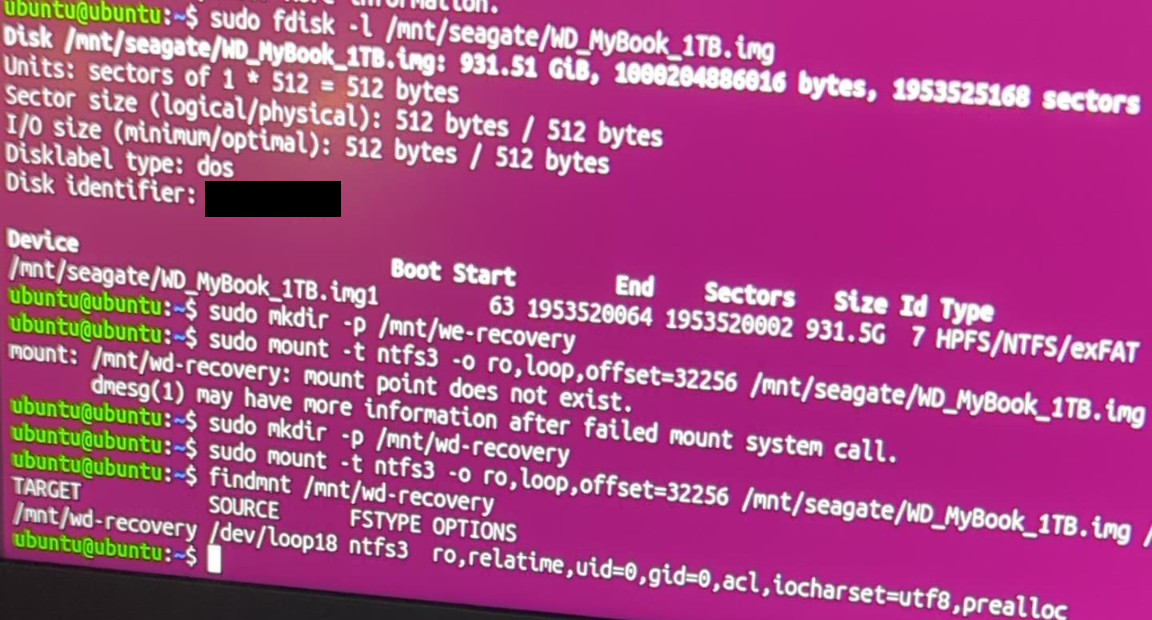 ubuntu@ubuntu:~$ sudo fdisk -l /mnt/seagate/WD_MyBook_1TB.img
Disk /mnt/seagate/WD_MyBook_1TB.img: 931.51 GiB, 1000204886016 bytes, 1953525168 sectors
Units: sectors of 1 * 512 = 512 bytes
Sector size (logical/physical): 512 bytes / 512 bytes
I/O size (minimum/optimal): 512 bytes / 512 bytes
Disklabel type: dos
Disk identifier:
Device Boot Start End Sectors Size Id Type
/mnt/seagate/WD_MyBook_1TB.img1 63 1953520064 1953520002 931.5G 7 HPFS/NTFS/exFAT
ubuntu@ubuntu:~$ sudo mkdir -p /mnt/we-recovery
ubuntu@ubuntu:~$ sudo mount -t ntfs3 -o ro,loop,offset=32256 /mnt/seagate/WD_MyBook_1TB.img
mount: /mnt/wd-recovery: mount point does not exist.
dmesg(1) may have more information after failed mount system call.
ubuntu@ubuntu:~$ sudo mkdir -p /mnt/wd-recovery
ubuntu@ubuntu:~$ sudo mount -t ntfs3 -o ro,loop,offset=32256 /mnt/seagate/WD_MyBook_1TB.img /
ubuntu@ubuntu:~$ findmnt /mnt/wd-recovery
TARGET SOURCE FSTYPE OPTIONS
/mnt/wd-recovery /dev/loop18 ntfs3 ro,relatime,uid=0,gid=0,acl,iocharset=utf8,prealloc
ubuntu@ubuntu:~$